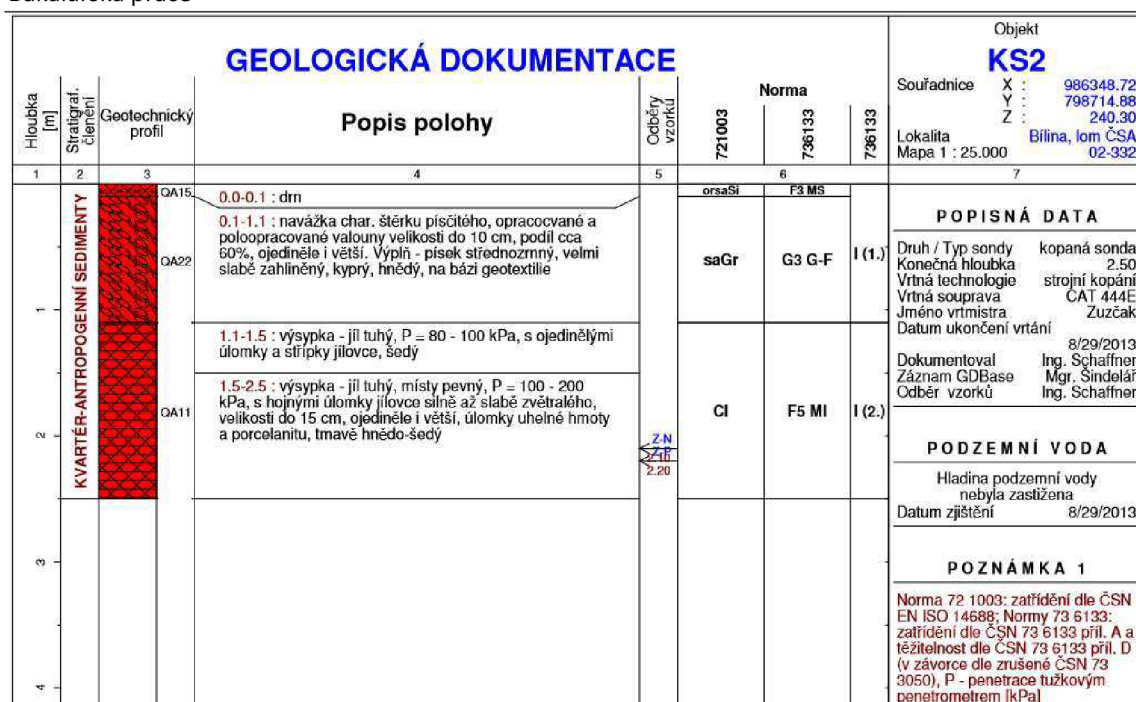 GEOLOGICKÁ DOKUMENTACE
Objekt
KS2
Souřadnice X : 986348.72
Y : 798714.88
Z : 240.30
Lokalita Bílina, lom ČSA
Mapa 1 : 25.000 02-332
Hloubka [m]
Stratigraf. členění
Geotechnický profil
Popis polohy
Odběry vzorků
Norma
721003
736133
736133
1 2 3 4 5 6 7
KVARTÉR-ANTROPOGENNÍ SEDIMENTY
QA15
0.0-0.1 : drn
orsaSi F3 MS
QA22
0.1-1.1 : navážka char. štěrku písčitého, opracocvané a
poloopracované valouny velikosti do 10 cm, podíl cca
60%, ojediněle i větší. Výplň - písek střednozrnný, velmi
slabě zahliněný, kyprý, hnědý, na bázi geotextilie
saGr G3 G-F I (1.)
1
1.1-1.5 : výsypka - jíl tuhý, P = 80 - 100 kPa, s ojedinělými
úlomky a střípky jílovce, šedý
QA11
1.5-2.5 : výsypka - jíl tuhý, místy pevný, P = 100 - 200
kPa, s hojnými úlomky jílovce silně až slabě zvětralého,
velikosti do 15 cm, ojediněle i větší, úlomky uhelné hmoty
a porcelanitu, tmavě hnědo-šedý
CI F5 MI I (2.)
2
Z-N
Z-P
2.10
2.20
3
4
POPISNÁ DATA
Druh / Typ sondy kopaná sonda
Konečná hloubka 2.50
Vrtná technologie strojní kopání
Vrtná souprava CAT 444E
Jméno vrtmistra Zuzčak
Datum ukončení vrtání
8/29/2013
Dokumentoval Ing. Schaffner
Záznam GDBase Mgr. Šindelář
Odběr vzorků Ing. Schaffner
PODZEMNÍ VODA
Hladina podzemní vody
nebyla zastižena
Datum zjištění 8/29/2013
POZNÁMKA 1
Norma 72 1003: zatřídění dle ČSN
EN ISO 14688; Normy 73 6133:
zatřídění dle ČSN 73 6133 příl. A a
těžitelnost dle ČSN 73 6133 příl. D
(v závorce dle zrušené ČSN 73
3050), P - penetrace tužkovým
penetrometrem [kPa]